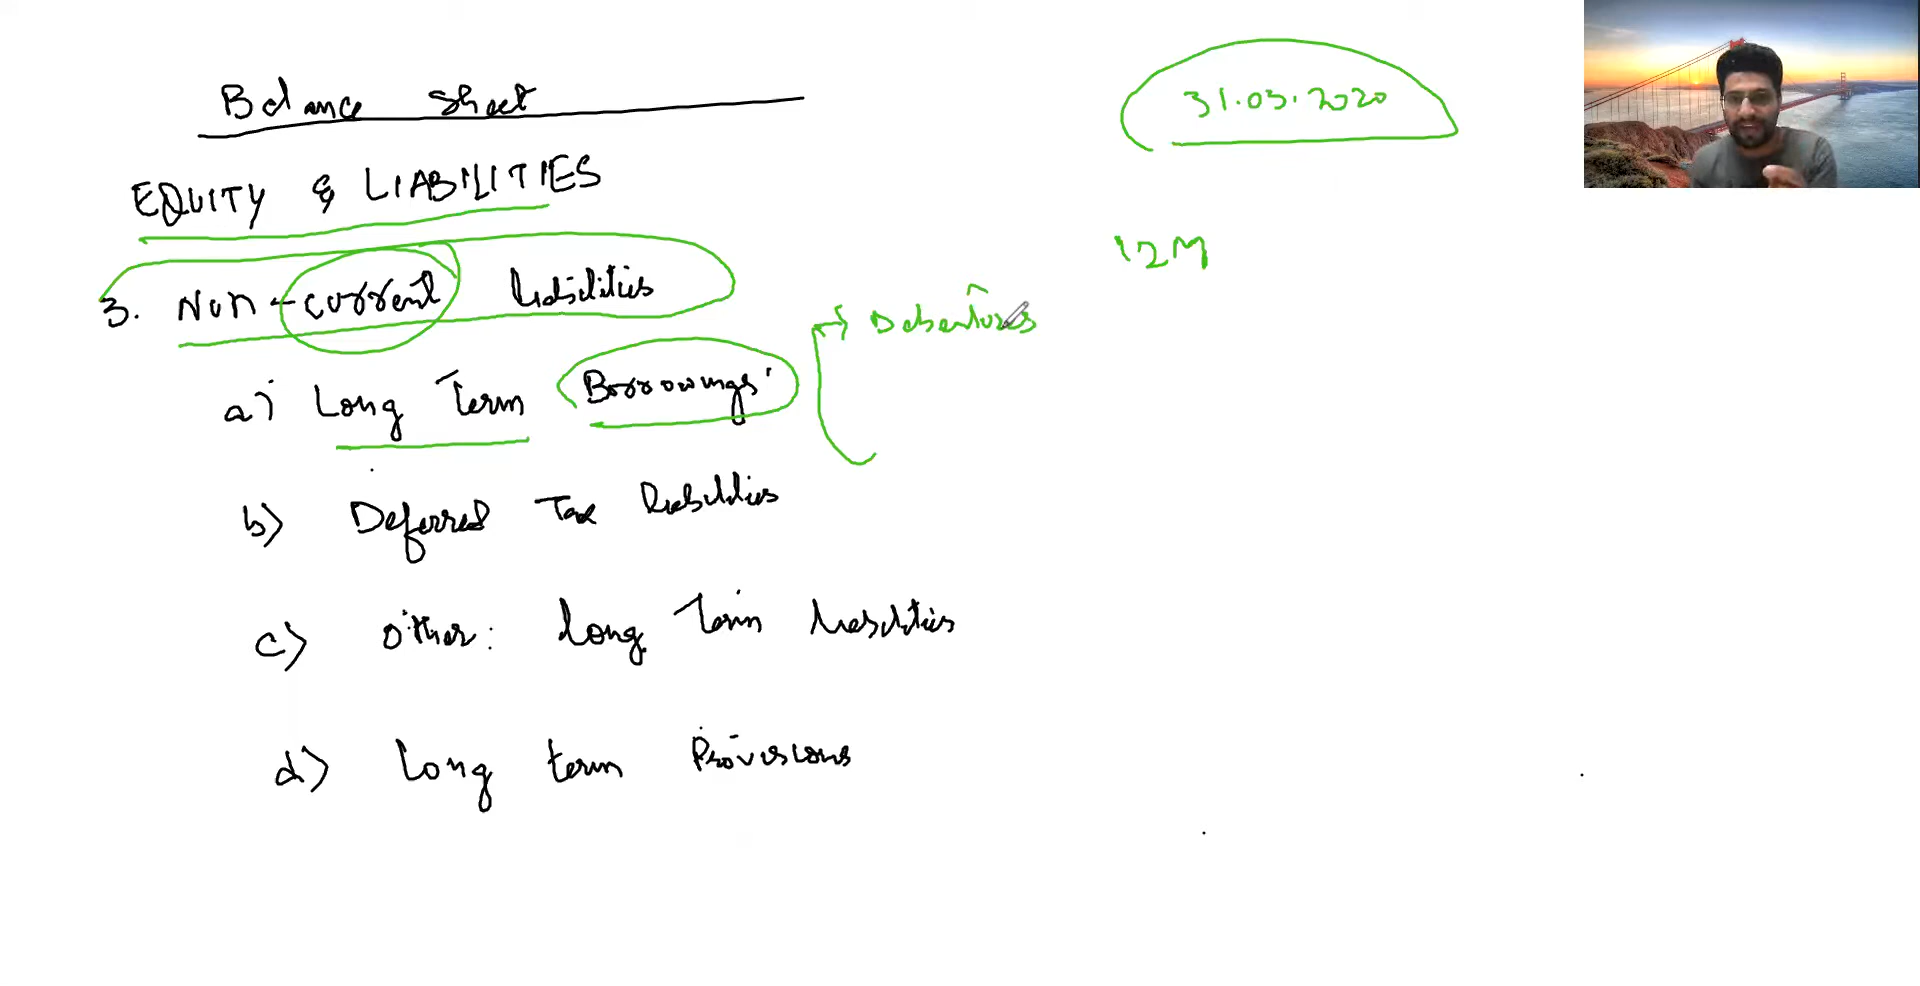 Balance Sheet
31.03.2020
EQUITY & LIABILITIES
12M
3. Non-current liabilities
→ Debentures
a) Long Term Borrowings
b) Deferred Tax Liabilities
c) Other: Long Term Liabilities
d) Long term Provisions